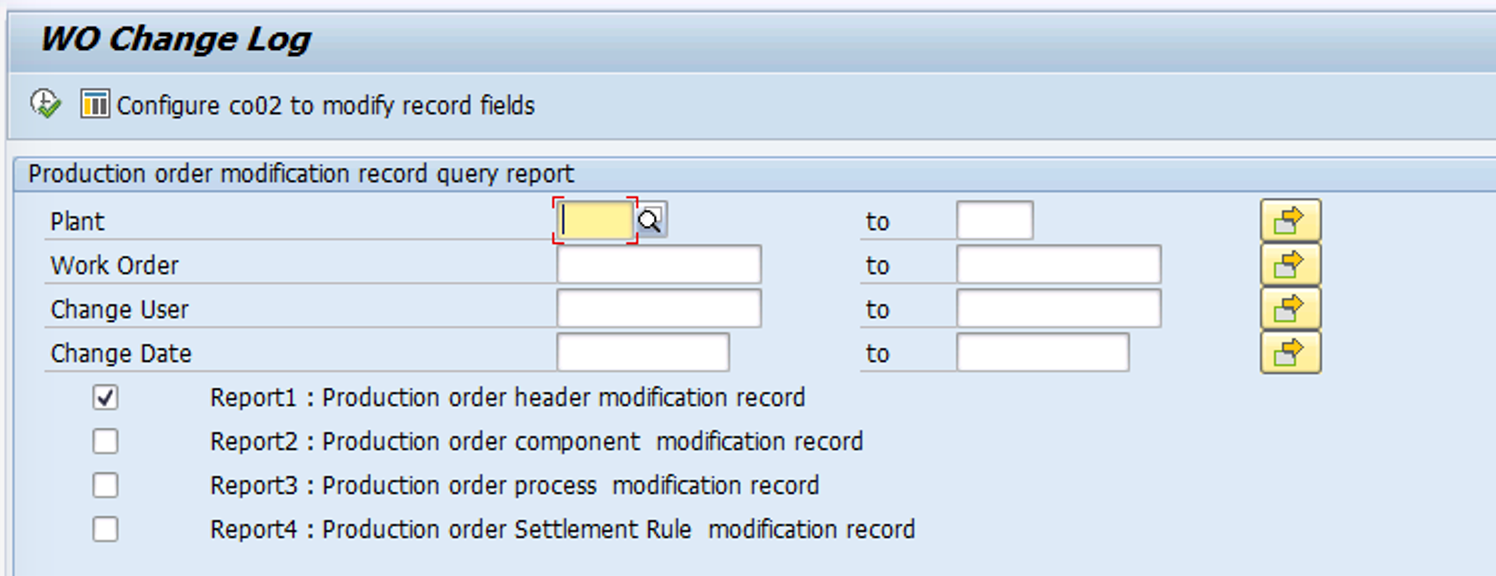 WO Change Log
Configure co02 to modify record fields
Production order modification record query report
Plant to
Work Order to
Change User to
Change Date to
Report1 : Production order header modification record
Report2 : Production order component  modification record
Report3 : Production order process  modification record
Report4 : Production order Settlement Rule  modification record